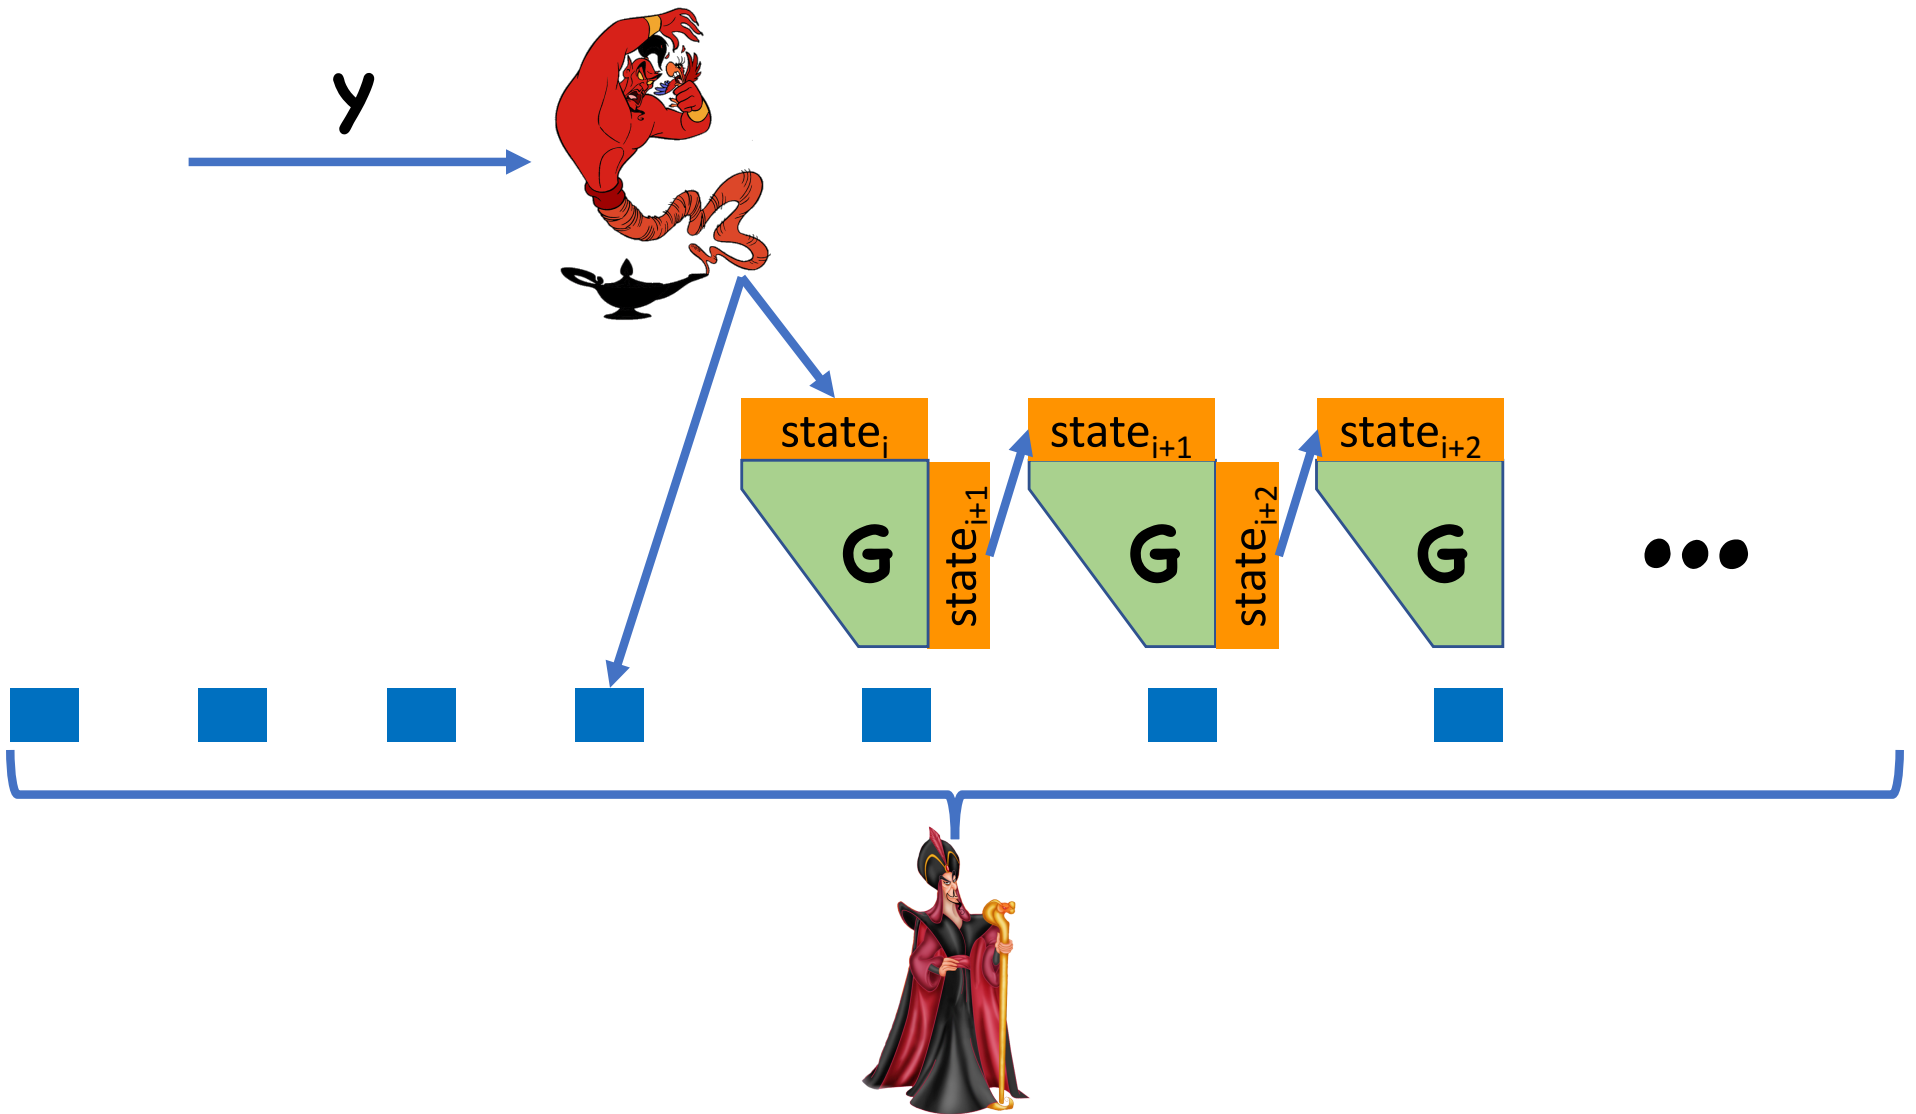 y
state_i
state_{i+1}
state_{i+2}
G
state_{i+1}
G
state_{i+2}
G
•••